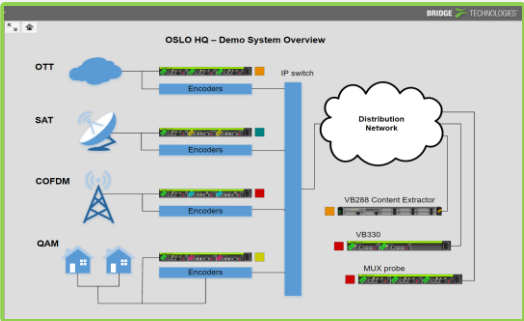 BRIDGE TECHNOLOGIES
OSLO HQ – Demo System Overview
OTT
Encoders
IP switch
SAT
Encoders
Distribution
Network
COFDM
Encoders
VB288 Content Extractor
QAM
Encoders
VB330
MUX probe